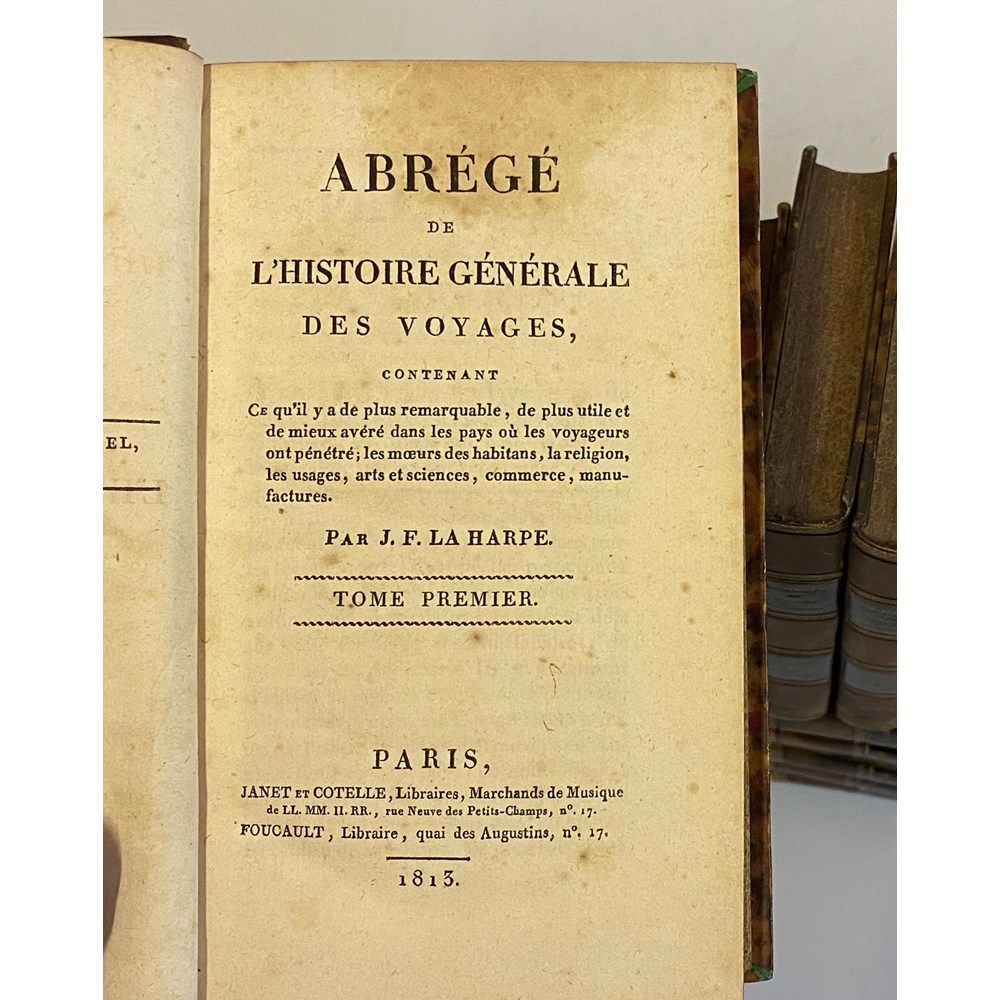 EL,
ABRÉGÉ
DE
L'HISTOIRE GÉNÉRALE
DES VOYAGES,
CONTENANT
CE qu'il y a de plus remarquable, de plus utile et
de mieux avéré dans les pays où les voyageurs
ont pénétré; les mœurs des habitans, la religion,
les usages, arts et sciences, commerce, manu-
factures.
PAR J. F. LA HARPE.
TOME PREMIER.
PARIS,
JANET ET COTELLE, Libraires, Marchands de Musique
de LL. MM. II. RR., rue Neuve des Petits-Champs, nº. 17.
FOUCAULT, Libraire, quai des Augustins, nº. 17.
1813.